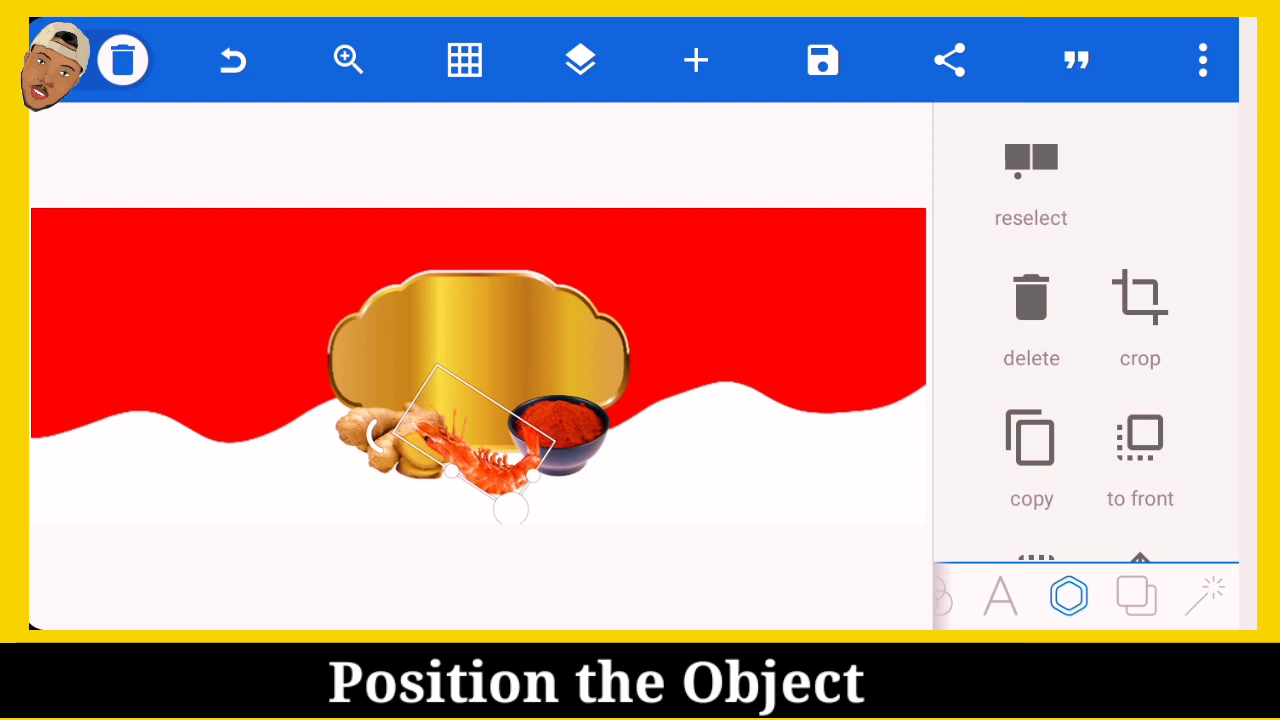 reselect
delete
crop
copy
to front
Position the Object